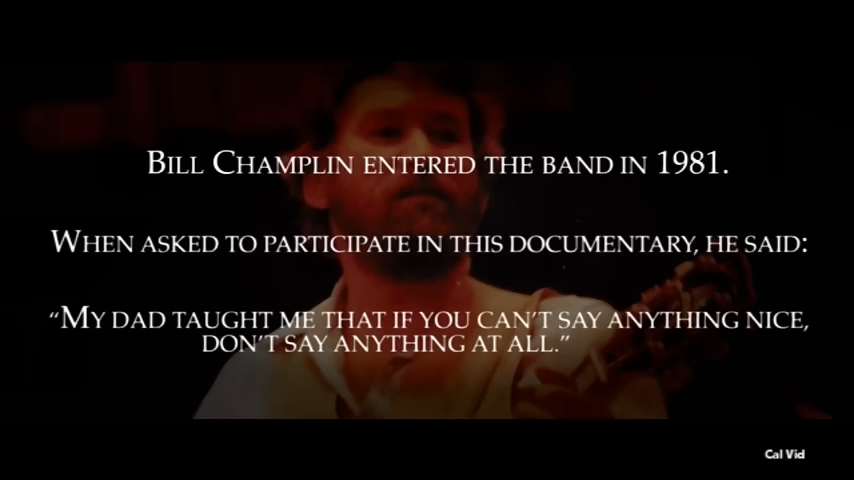 Bill Champlin entered the band in 1981.
When asked to participate in this documentary, he said:
“My dad taught me that if you can’t say anything nice,
don’t say anything at all.”
Cal Vid